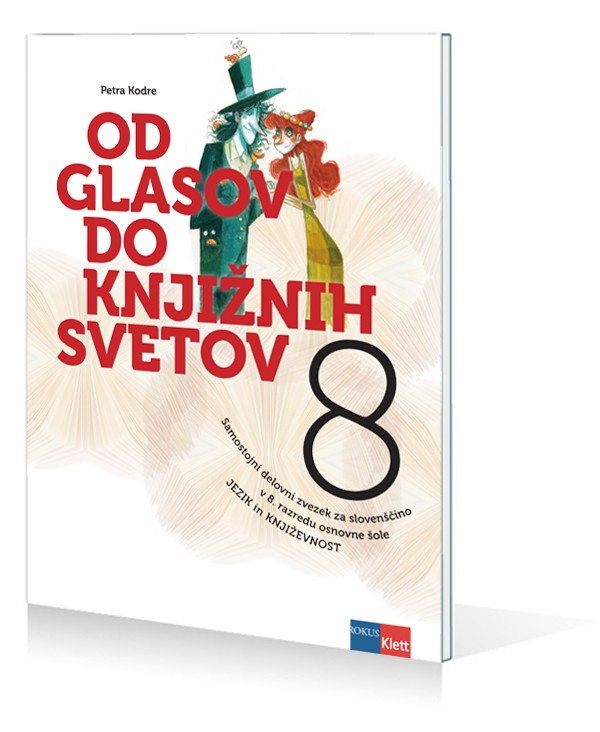 Petra Kodre
OD
GLASOV
DO
KNJIŽNIH
SVETOV
8
Samostojni delovni zvezek za slovenščino
v 8. razredu osnovne šole
JEZIK in KNJIŽEVNOST
ROKUS
Klett